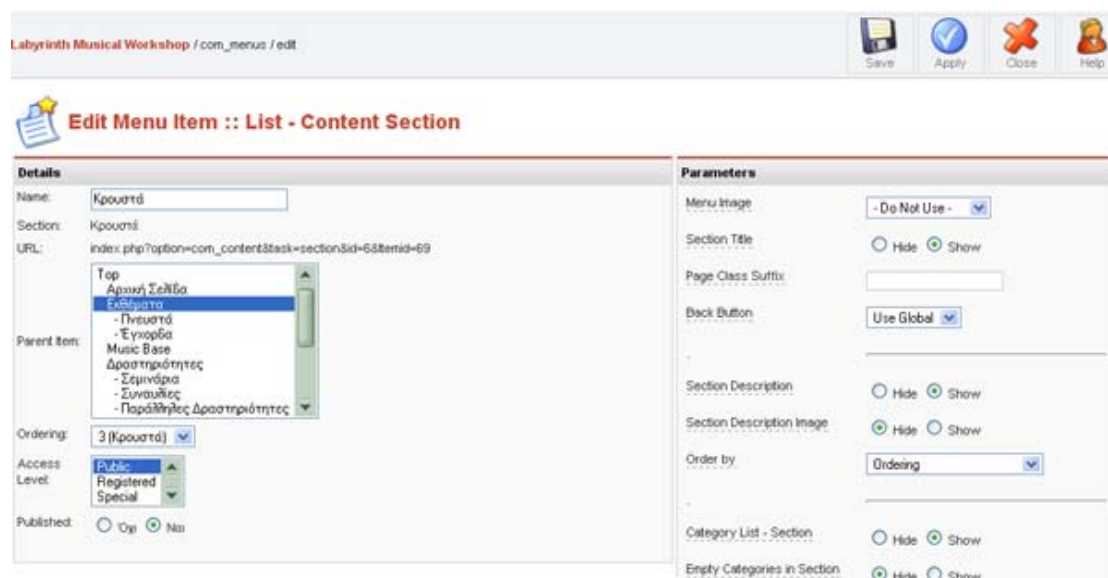 Labyrinth Musical Workshop / com_menus / edit
Save Apply Close Help
Edit Menu Item :: List - Content Section
Details
Name: Κρουστά
Section: Κρουστά
URL: index.php?option=com_content&task=section&id=6&Itemid=69
Parent Item:
Top
Αρχική Σελίδα
Εκθέματα
- Πνευστά
- Έγχορδα
Music Base
Δραστηριότητες
- Σεμινάρια
- Συναυλίες
- Παράλληλες Δραστηριότητες
Ordering: 3 (Κρουστά)
Access Level:
Public
Registered
Special
Published: Όχι Ναι
Parameters
Menu Image - Do Not Use -
Section Title Hide Show
Page Class Suffix
Back Button Use Global
Section Description Hide Show
Section Description Image Hide Show
Order by Ordering
Category List - Section Hide Show
Empty Categories in Section Hide Show